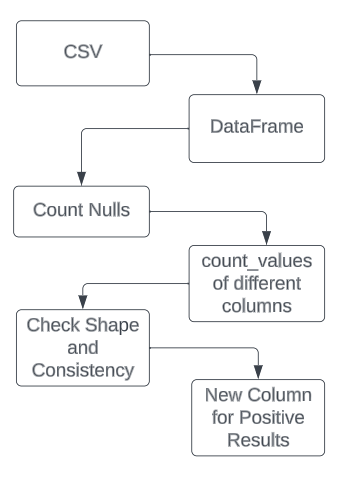 CSV
DataFrame
Count Nulls
count_values
of different
columns
Check Shape
and
Consistency
New Column
for Positive
Results